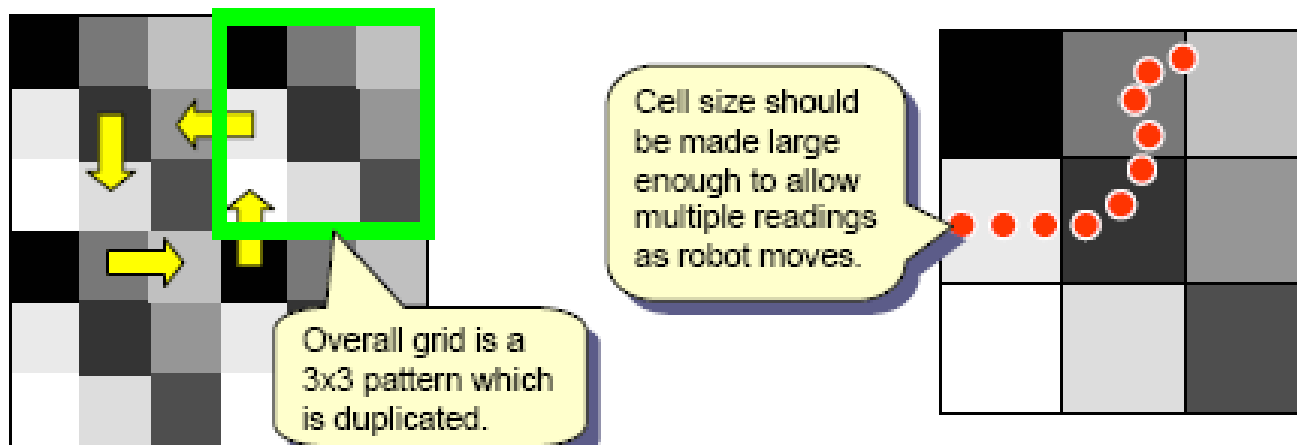 Cell size should
be made large
enough to allow
multiple readings
as robot moves.
Overall grid is a
3x3 pattern which
is duplicated.